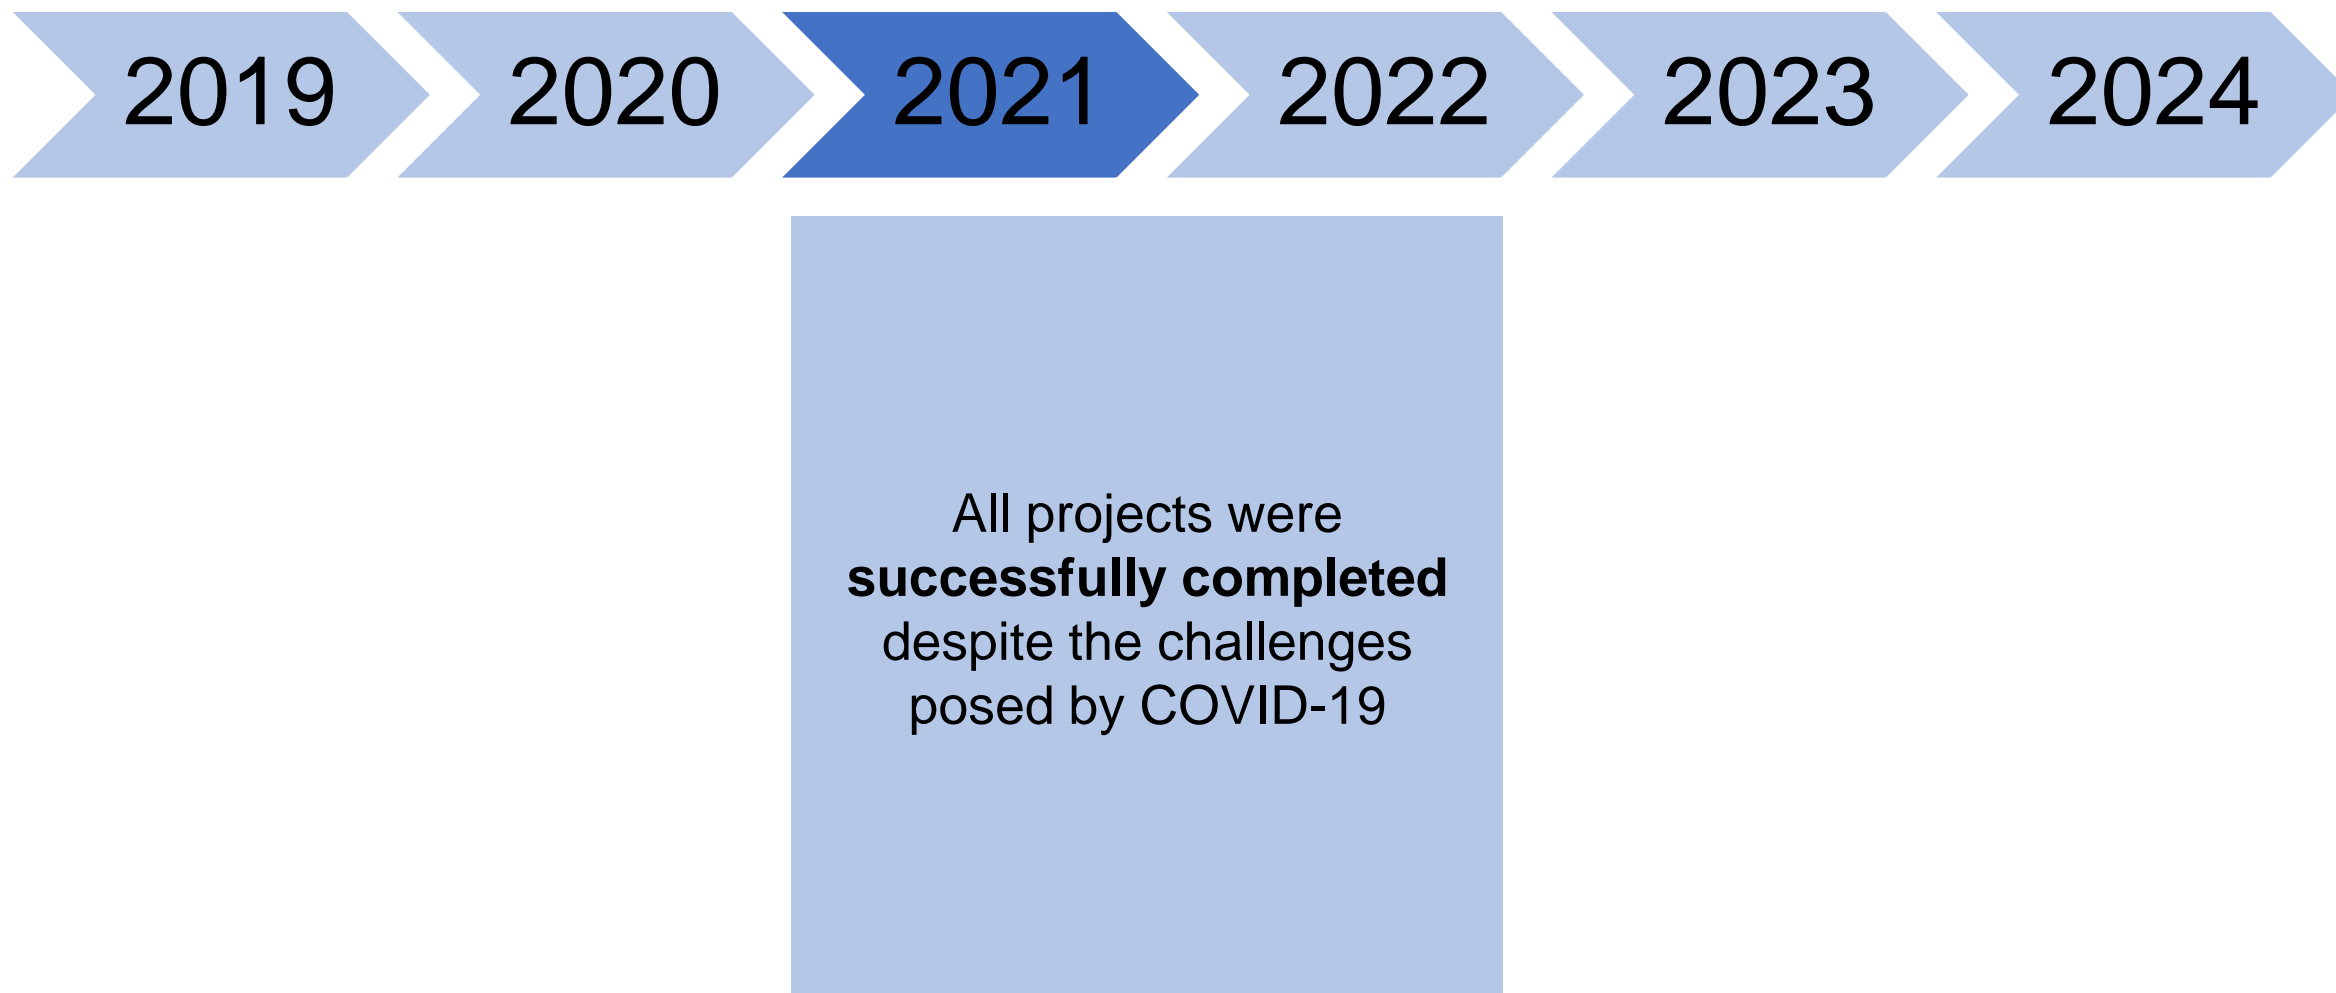 2019 2020 2021 2022 2023 2024
All projects were
successfully completed
despite the challenges
posed by COVID-19